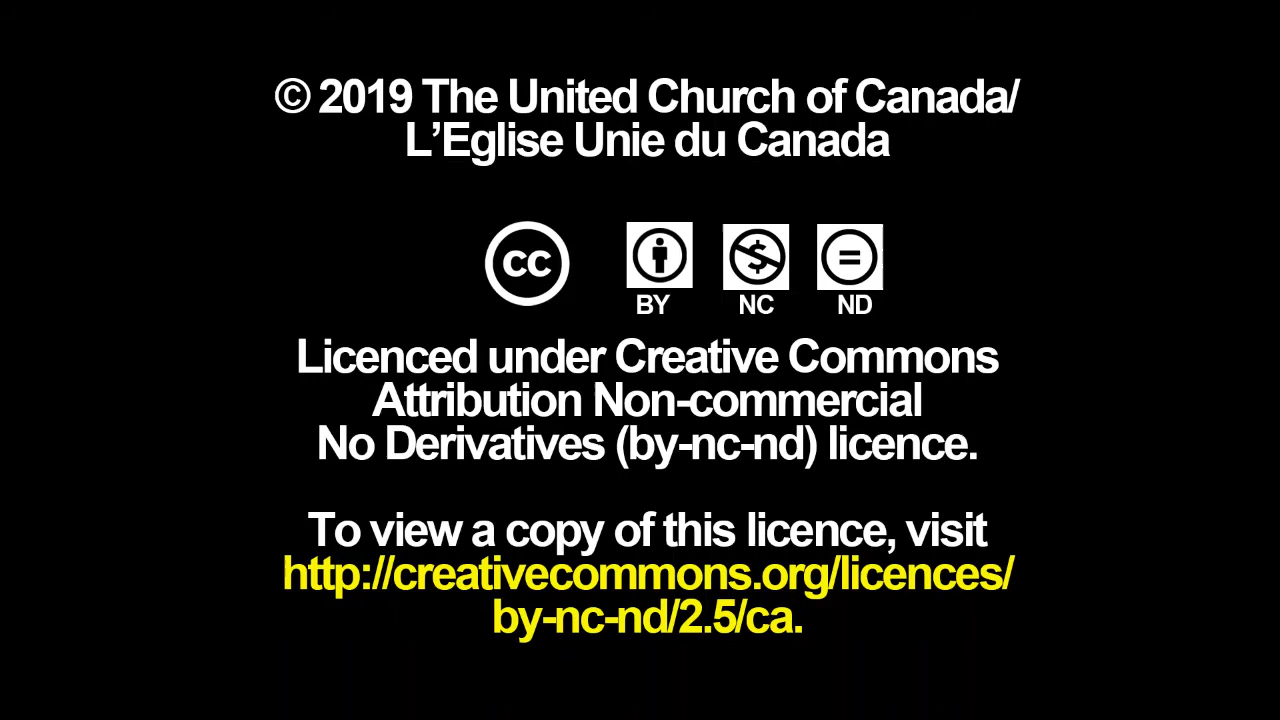 © 2019 The United Church of Canada/
L’Eglise Unie du Canada
cc
$
BY NC ND
Licenced under Creative Commons
Attribution Non-commercial
No Derivatives (by-nc-nd) licence.
To view a copy of this licence, visit
http://creativecommons.org/licences/
by-nc-nd/2.5/ca.